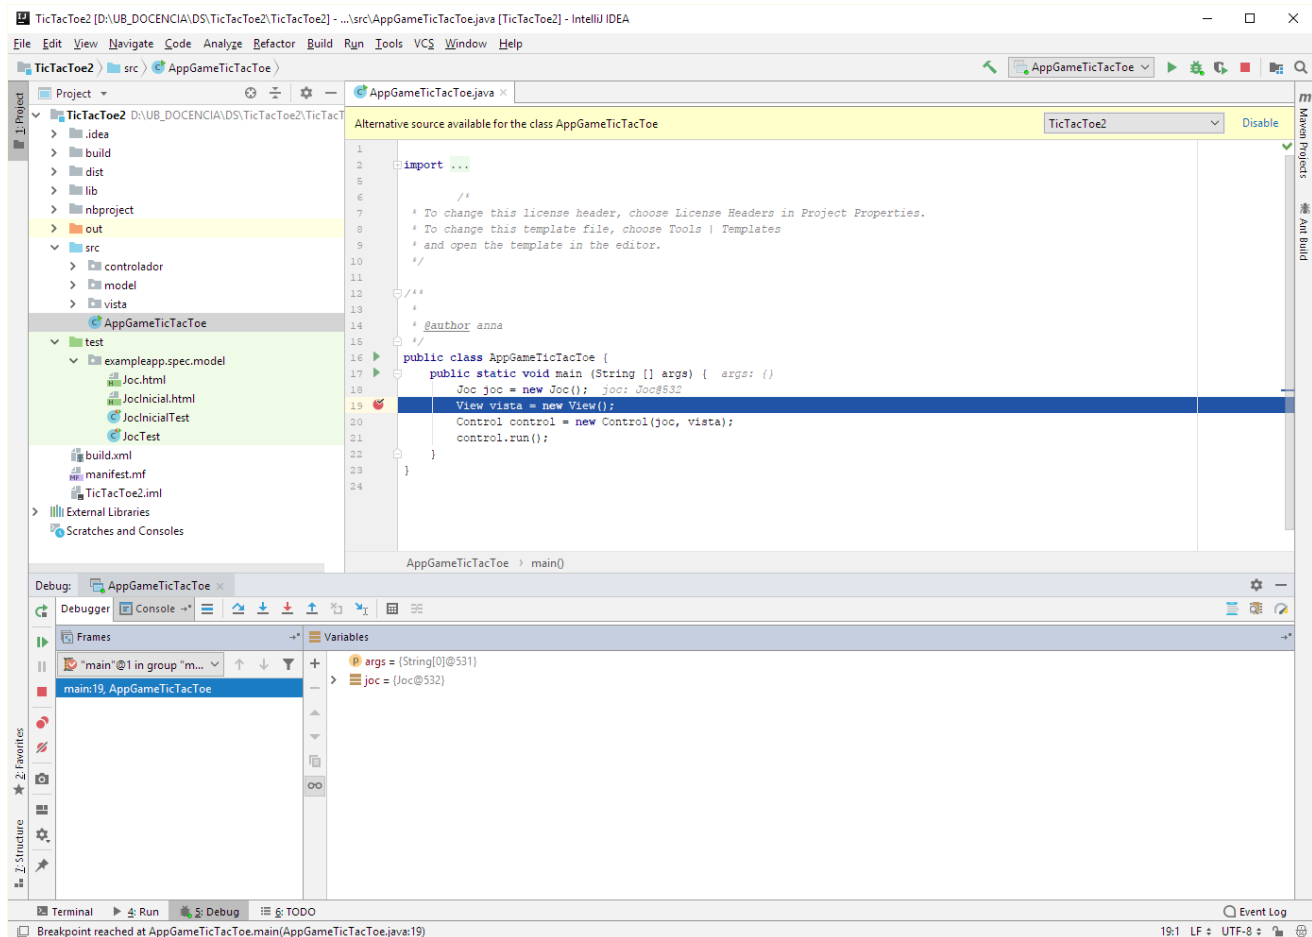 TicTacToe2 [D:\UB_DOCENCIA\DS\TicTacToe2\TicTacToe2] - ...\src\AppGameTicTacToe.java [TicTacToe2] - IntelliJ IDEA
File Edit View Navigate Code Analyze Refactor Build Run Tools VCS Window Help
TicTacToe2 src AppGameTicTacToe AppGameTicTacToe
1: Project
Project
AppGameTicTacToe.java
TicTacToe2 D:\UB_DOCENCIA\DS\TicTacToe2\TicTacT
.idea
build
dist
lib
nbproject
out
src
controlador
model
vista
AppGameTicTacToe
test
exampleapp.spec.model
Joc.html
JocInicial.html
JocInicialTest
JocTest
build.xml
manifest.mf
TicTacToe2.iml
External Libraries
Scratches and Consoles
Alternative source available for the class AppGameTicTacToe TicTacToe2 Disable
1
2 import ...
5
6 /*
7 * To change this license header, choose License Headers in Project Properties.
8 * To change this template file, choose Tools | Templates
9 * and open the template in the editor.
10 */
11
12 /**
13 *
14 * @author anna
15 */
16 public class AppGameTicTacToe {
17 public static void main (String [] args) { args: {}
18 Joc joc = new Joc(); joc: Joc@532
19 View vista = new View();
20 Control control = new Control(joc, vista);
21 control.run();
22 }
23 }
24
AppGameTicTacToe > main()
m Maven Projects
Ant Build
Debug: AppGameTicTacToe
Debugger Console
Frames
Variables
"main"@1 in group "m...
main:19, AppGameTicTacToe
args = {String[0]@531}
joc = {Joc@532}
2: Favorites
7: Structure
Terminal 4: Run 5: Debug 6: TODO Event Log
Breakpoint reached at AppGameTicTacToe.main(AppGameTicTacToe.java:19) 19:1 LF UTF-8